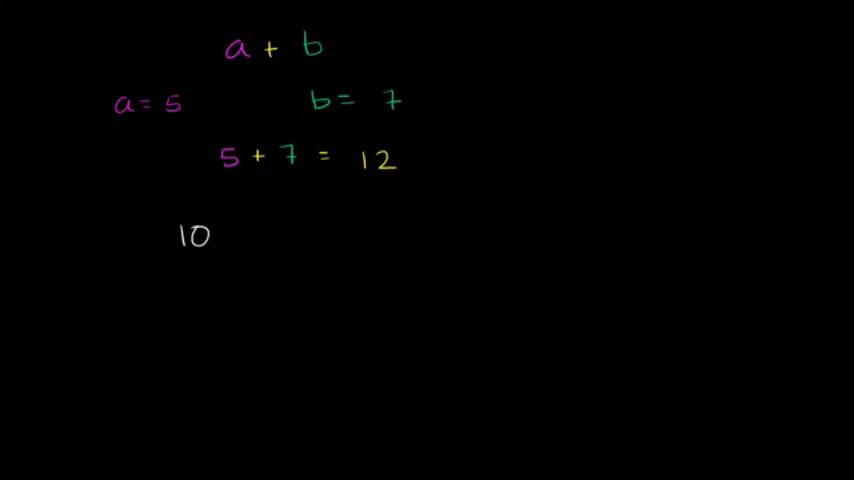 a + b
a = 5 b = 7
5 + 7 = 12
10